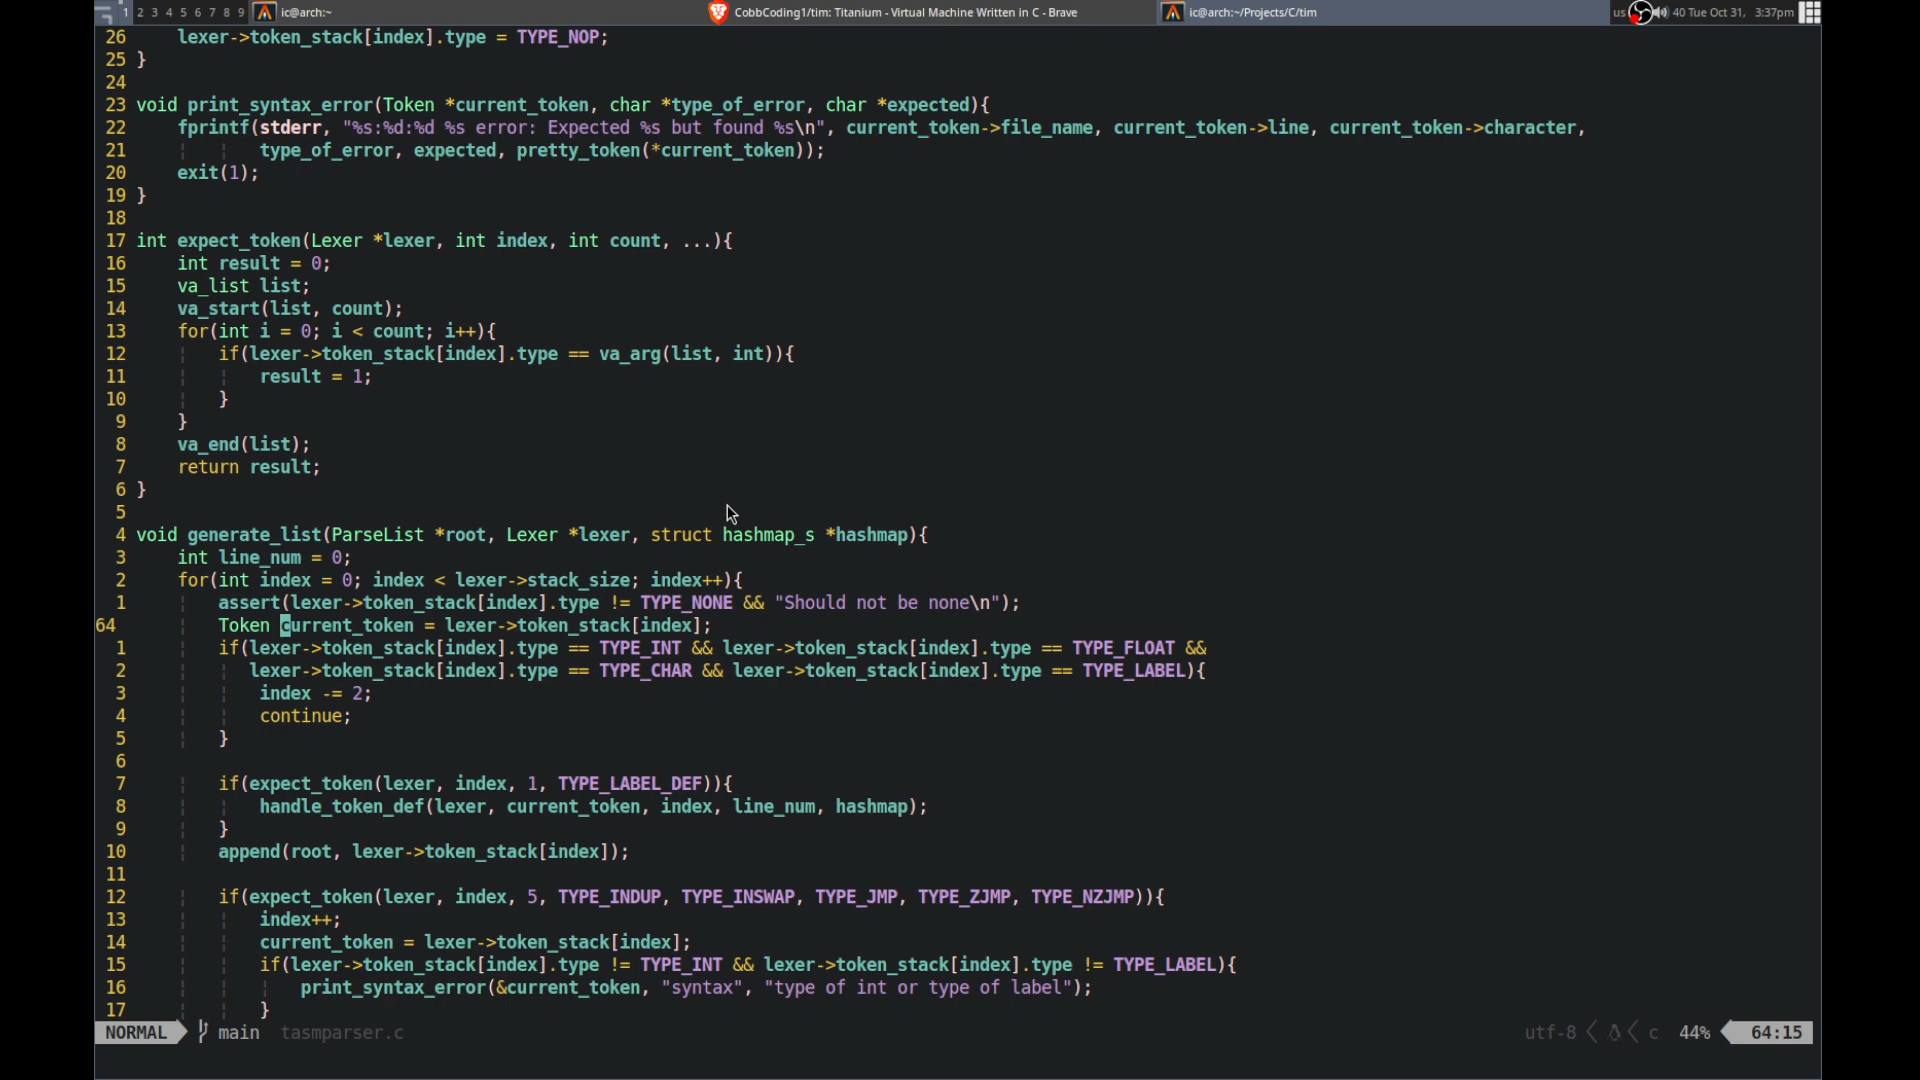 1 2 3 4 5 6 7 8 9 ic@arch:~ CobbCoding1/tim: Titanium - Virtual Machine Written in C - Brave ic@arch:~/Projects/C/tim us 40 Tue Oct 31, 3:37pm
26 lexer->token_stack[index].type = TYPE_NOP;
25 }
24
23 void print_syntax_error(Token *current_token, char *type_of_error, char *expected){
22 fprintf(stderr, "%s:%d:%d %s error: Expected %s but found %s\n", current_token->file_name, current_token->line, current_token->character,
21 type_of_error, expected, pretty_token(*current_token));
20 exit(1);
19 }
18
17 int expect_token(Lexer *lexer, int index, int count, ...){
16 int result = 0;
15 va_list list;
14 va_start(list, count);
13 for(int i = 0; i < count; i++){
12 if(lexer->token_stack[index].type == va_arg(list, int)){
11 result = 1;
10 }
9 }
8 va_end(list);
7 return result;
6 }
5
4 void generate_list(ParseList *root, Lexer *lexer, struct hashmap_s *hashmap){
3 int line_num = 0;
2 for(int index = 0; index < lexer->stack_size; index++){
1 assert(lexer->token_stack[index].type != TYPE_NONE && "Should not be none\n");
64 Token current_token = lexer->token_stack[index];
1 if(lexer->token_stack[index].type == TYPE_INT && lexer->token_stack[index].type == TYPE_FLOAT &&
2 lexer->token_stack[index].type == TYPE_CHAR && lexer->token_stack[index].type == TYPE_LABEL){
3 index -= 2;
4 continue;
5 }
6
7 if(expect_token(lexer, index, 1, TYPE_LABEL_DEF)){
8 handle_token_def(lexer, current_token, index, line_num, hashmap);
9 }
10 append(root, lexer->token_stack[index]);
11
12 if(expect_token(lexer, index, 5, TYPE_INDUP, TYPE_INSWAP, TYPE_JMP, TYPE_ZJMP, TYPE_NZJMP)){
13 index++;
14 current_token = lexer->token_stack[index];
15 if(lexer->token_stack[index].type != TYPE_INT && lexer->token_stack[index].type != TYPE_LABEL){
16 print_syntax_error(&current_token, "syntax", "type of int or type of label");
17 }
NORMAL main tasmparser.c utf-8 c 44% 64:15